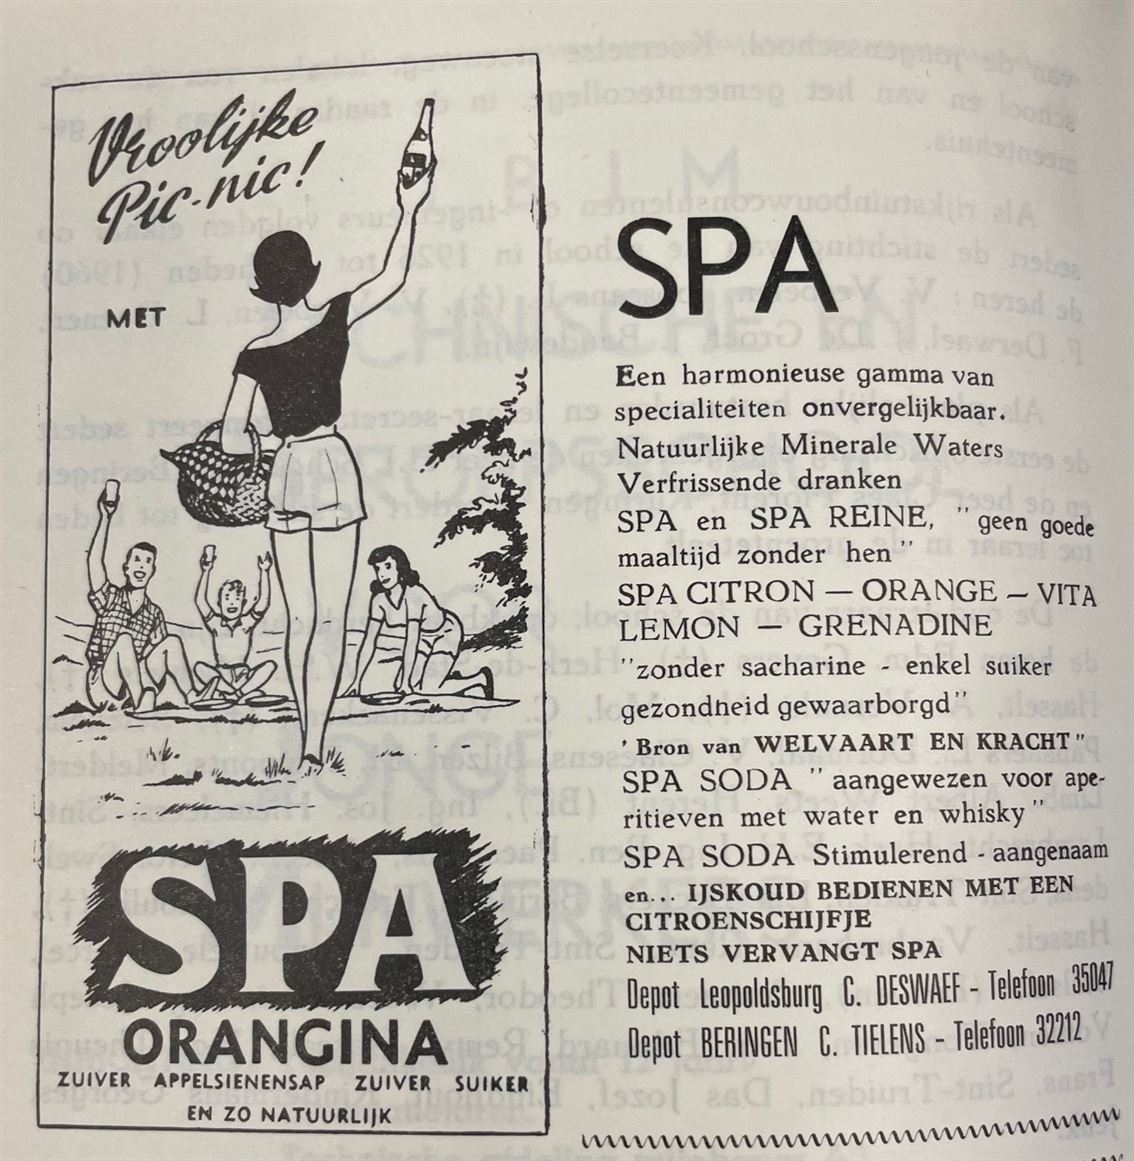 Vroolijke
Pic-nic!
MET
SPA
ORANGINA
ZUIVER APPELSIENENSAP ZUIVER SUIKER
EN ZO NATUURLIJK
SPA
Een harmonieuse gamma van
specialiteiten onvergelijkbaar.
Natuurlijke Minerale Waters
Verfrissende dranken
SPA en SPA REINE, "geen goede
maaltijd zonder hen"
SPA CITRON — ORANGE — VITA
LEMON — GRENADINE
"zonder sacharine - enkel suiker
gezondheid gewaarborgd"
' Bron van WELVAART EN KRACHT"
SPA SODA " aangewezen voor ape-
ritieven met water en whisky"
SPA SODA Stimulerend - aangenaam
en... IJSKOUD BEDIENEN MET EEN
CITROENSCHIJFJE
NIETS VERVANGT SPA
Depot Leopoldsburg C. DESWAEF - Telefoon 35047
Depot BERINGEN C. TIELENS - Telefoon 32212